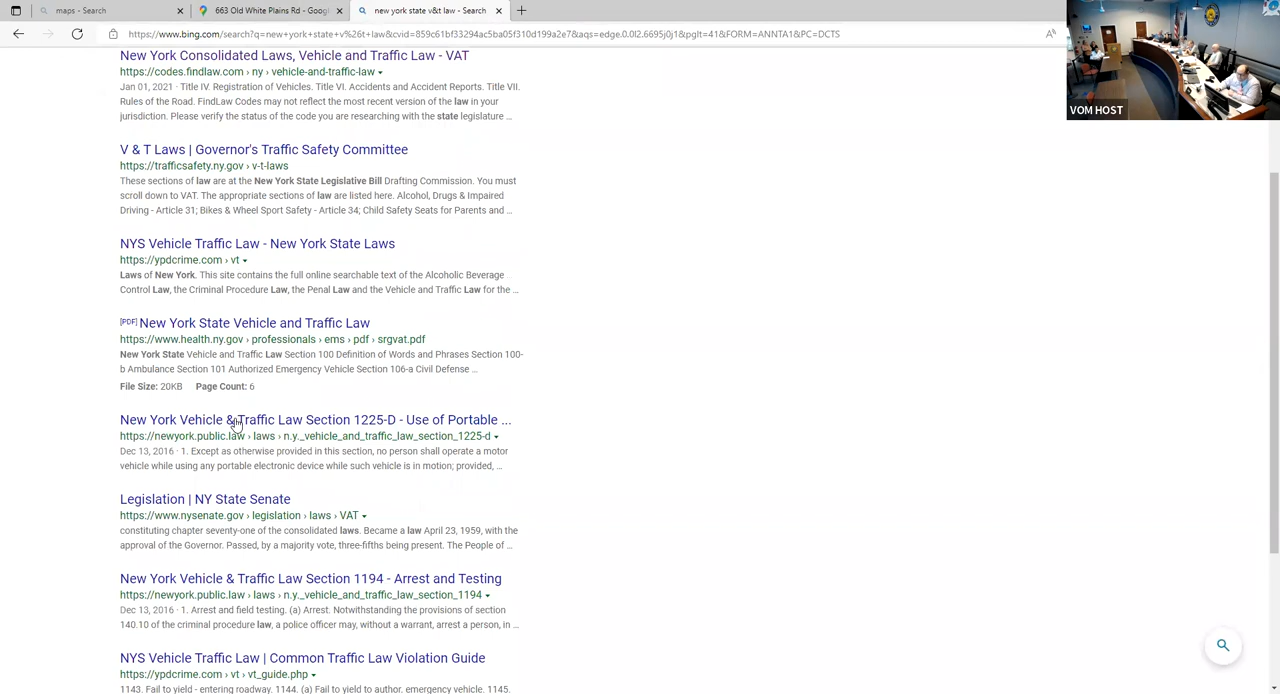 maps - Search
663 Old White Plains Rd - Googl
new york state v&t law - Search
https://www.bing.com/search?q=new+york+state+v%26t+law&cvid=859c61bf33294ac5ba05f310d199a2e7&aqs=edge.0.0l2.6695j0j1&pglt=41&FORM=ANNTA1&PC=DCTS
VOM HOST
New York Consolidated Laws, Vehicle and Traffic Law - VAT
https://codes.findlaw.com › ny › vehicle-and-traffic-law
Jan 01, 2021 · Title IV. Registration of Vehicles. Title VI. Accidents and Accident Reports. Title VII.
Rules of the Road. FindLaw Codes may not reflect the most recent version of the law in your
jurisdiction. Please verify the status of the code you are researching with the state legislature ...
V & T Laws | Governor's Traffic Safety Committee
https://trafficsafety.ny.gov › v-t-laws
These sections of law are at the New York State Legislative Bill Drafting Commission. You must
scroll down to VAT. The appropriate sections of law are listed here. Alcohol, Drugs & Impaired
Driving - Article 31; Bikes & Wheel Sport Safety - Article 34; Child Safety Seats for Parents and ...
NYS Vehicle Traffic Law - New York State Laws
https://ypdcrime.com › vt
Laws of New York. This site contains the full online searchable text of the Alcoholic Beverage
Control Law, the Criminal Procedure Law, the Penal Law and the Vehicle and Traffic Law for the ...
[PDF] New York State Vehicle and Traffic Law
https://www.health.ny.gov › professionals › ems › pdf › srgvat.pdf
New York State Vehicle and Traffic Law Section 100 Definition of Words and Phrases Section 100-
b Ambulance Section 101 Authorized Emergency Vehicle Section 106-a Civil Defense ...
File Size: 20KB Page Count: 6
New York Vehicle & Traffic Law Section 1225-D - Use of Portable ...
https://newyork.public.law › laws › n.y._vehicle_and_traffic_law_section_1225-d
Dec 13, 2016 · 1. Except as otherwise provided in this section, no person shall operate a motor
vehicle while using any portable electronic device while such vehicle is in motion; provided, ...
Legislation | NY State Senate
https://www.nysenate.gov › legislation › laws › VAT
constituting chapter seventy-one of the consolidated laws. Became a law April 23, 1959, with the
approval of the Governor. Passed, by a majority vote, three-fifths being present. The People of ...
New York Vehicle & Traffic Law Section 1194 - Arrest and Testing
https://newyork.public.law › laws › n.y._vehicle_and_traffic_law_section_1194
Dec 13, 2016 · 1. Arrest and field testing. (a) Arrest. Notwithstanding the provisions of section
140.10 of the criminal procedure law, a police officer may, without a warrant, arrest a person, in ...
NYS Vehicle Traffic Law | Common Traffic Law Violation Guide
https://ypdcrime.com › vt › vt_guide.php
1143. Fail to yield - entering roadway. 1144. (a) Fail to yield to author. emergency vehicle. 1145.